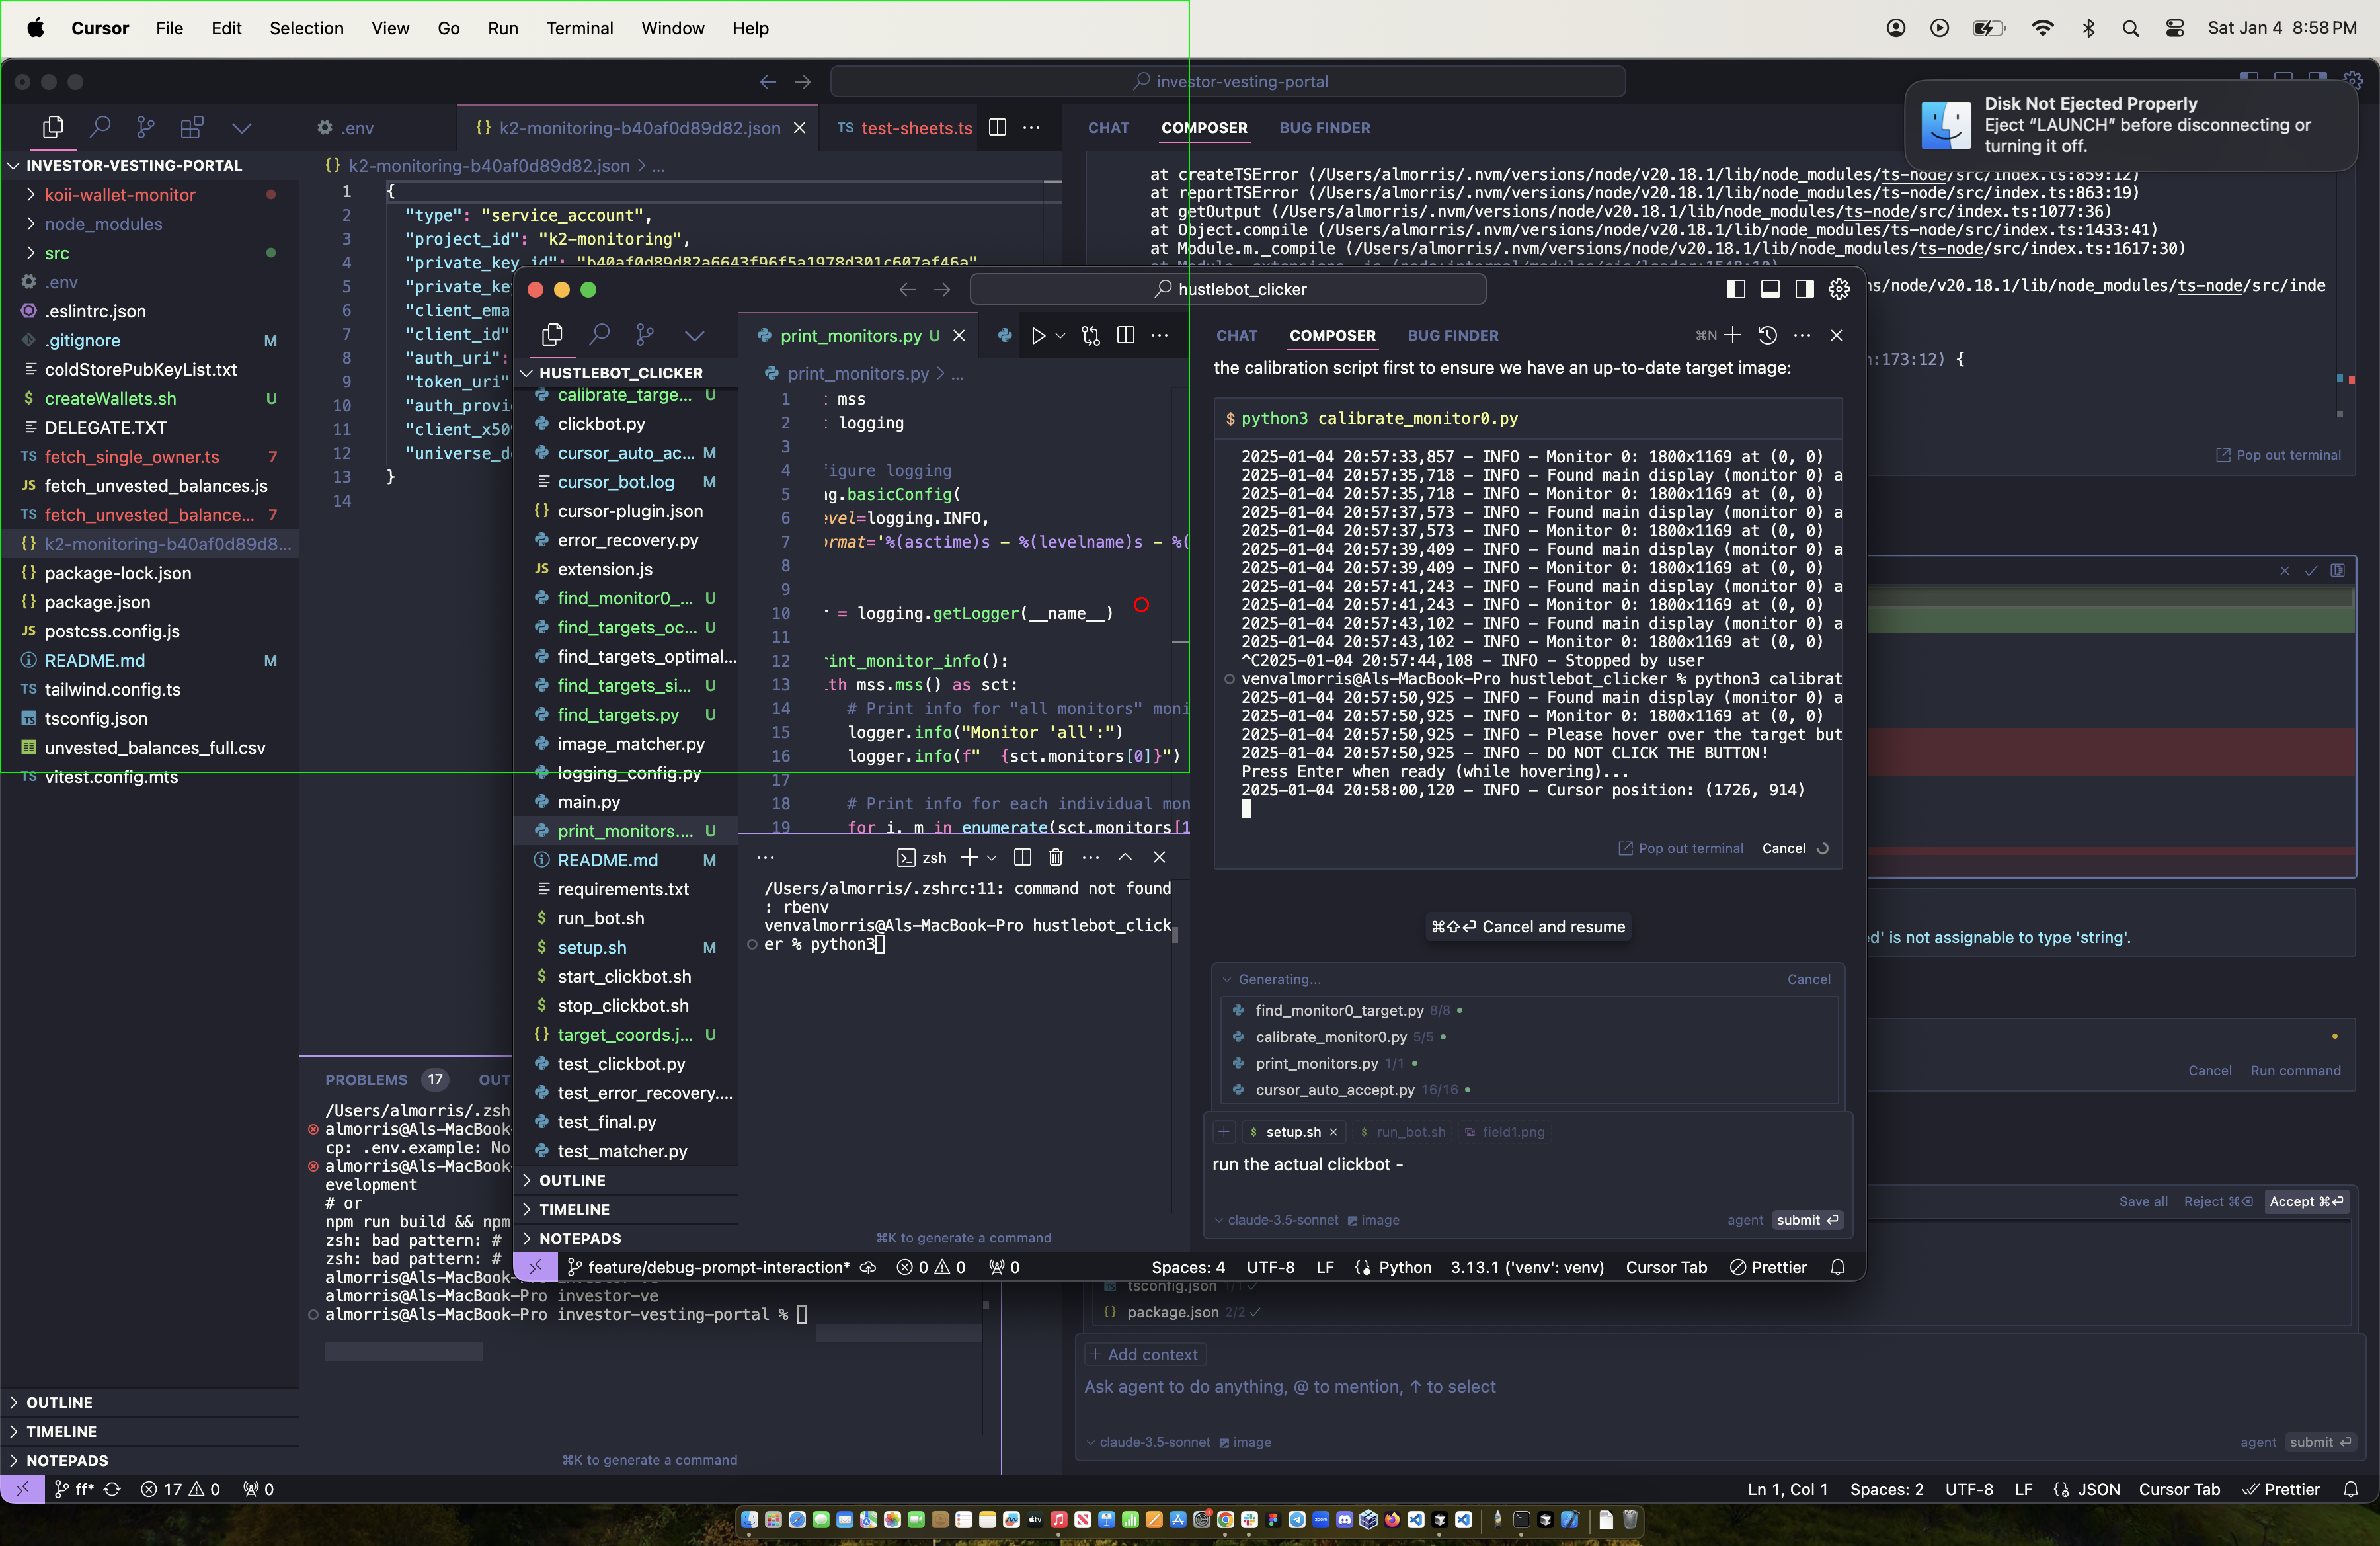 Cursor File Edit Selection View Go Run Terminal Window Help
Sat Jan 4 8:58 PM
investor-vesting-portal
Disk Not Ejected Properly
Eject “LAUNCH” before disconnecting or
turning it off.
.env
{} k2-monitoring-b40af0d89d82.json
TS test-sheets.ts
CHAT COMPOSER BUG FINDER
INVESTOR-VESTING-PORTAL
koii-wallet-monitor
node_modules
src
.env
.eslintrc.json
.gitignore M
coldStorePubKeyList.txt
$ createWallets.sh U
DELEGATE.TXT
TS fetch_single_owner.ts 7
JS fetch_unvested_balances.js
TS fetch_unvested_balance... 7
{} k2-monitoring-b40af0d89d8...
{} package-lock.json
{} package.json
JS postcss.config.js
README.md M
TS tailwind.config.ts
TS tsconfig.json
unvested_balances_full.csv
TS vitest.config.mts
OUTLINE
TIMELINE
NOTEPADS
{} k2-monitoring-b40af0d89d82.json > ...
1 {
2 "type": "service_account",
3 "project_id": "k2-monitoring",
4 "private_key_id": "b40af0d89d82a6643f96f5a1978d301c607af46a"
5 "private_key
6 "client_emai
7 "client_id"
8 "auth_uri":
9 "token_uri"
10 "auth_provi
11 "client_x509
12 "universe_do
13 }
14
at createTSError (/Users/almorris/.nvm/versions/node/v20.18.1/lib/node_modules/ts-node/src/index.ts:859:12)
at reportTSError (/Users/almorris/.nvm/versions/node/v20.18.1/lib/node_modules/ts-node/src/index.ts:863:19)
at getOutput (/Users/almorris/.nvm/versions/node/v20.18.1/lib/node_modules/ts-node/src/index.ts:1077:36)
at Object.compile (/Users/almorris/.nvm/versions/node/v20.18.1/lib/node_modules/ts-node/src/index.ts:1433:41)
at Module.m._compile (/Users/almorris/.nvm/versions/node/v20.18.1/lib/node_modules/ts-node/src/index.ts:1617:30)
ns/node/v20.18.1/lib/node_modules/ts-node/src/inde
n:173:12) {
Pop out terminal
d' is not assignable to type 'string'.
Cancel Run command
Save all Reject ⌘⌫ Accept ⌘⏎
tsconfig.json 1/1 ✓
{} package.json 2/2 ✓
+ Add context
Ask agent to do anything, @ to mention, ↑ to select
claude-3.5-sonnet image
agent submit ⏎
PROBLEMS 17 OUT
/Users/almorris/.zsh
almorris@Als-MacBook-
cp: .env.example: No
almorris@Als-MacBook-
evelopment
# or
npm run build && npm
zsh: bad pattern: #
zsh: bad pattern: #
almorris@Als-MacBook-Pro investor-ve
almorris@Als-MacBook-Pro investor-ve
almorris@Als-MacBook-Pro investor-vesting-portal %
⌘K to generate a command
ff* 17 0 0
Ln 1, Col 1 Spaces: 2 UTF-8 LF JSON Cursor Tab Prettier
hustlebot_clicker
print_monitors.py U
HUSTLEBOT_CLICKER
calibrate_targe... U
clickbot.py
cursor_auto_ac... M
cursor_bot.log M
{} cursor-plugin.json
error_recovery.py
JS extension.js
find_monitor0_... U
find_targets_oc... U
find_targets_optimal...
find_targets_si... U
find_targets.py U
image_matcher.py
logging_config.py
main.py
print_monitors.... U
README.md M
requirements.txt
$ run_bot.sh
$ setup.sh M
$ start_clickbot.sh
$ stop_clickbot.sh
{} target_coords.j... U
test_clickbot.py
test_error_recovery....
test_final.py
test_matcher.py
OUTLINE
TIMELINE
NOTEPADS
print_monitors.py > ...
1 : mss
2 : logging
3
4 figure logging
5 ng.basicConfig(
6 evel=logging.INFO,
7 ormat='%(asctime)s - %(levelname)s - %(
8
9
10 r = logging.getLogger(__name__)
11
12 rint_monitor_info():
13 ith mss.mss() as sct:
14 # Print info for "all monitors" moni
15 logger.info("Monitor 'all':")
16 logger.info(f" {sct.monitors[0]}")
17
18 # Print info for each individual mon
19 for i, m in enumerate(sct.monitors[1
zsh
/Users/almorris/.zshrc:11: command not found
: rbenv
venvalmorris@Als-MacBook-Pro hustlebot_click
er % python3
⌘K to generate a command
CHAT COMPOSER BUG FINDER
⌘N
the calibration script first to ensure we have an up-to-date target image:
$ python3 calibrate_monitor0.py
2025-01-04 20:57:33,857 - INFO - Monitor 0: 1800x1169 at (0, 0)
2025-01-04 20:57:35,718 - INFO - Found main display (monitor 0) a
2025-01-04 20:57:35,718 - INFO - Monitor 0: 1800x1169 at (0, 0)
2025-01-04 20:57:37,573 - INFO - Found main display (monitor 0) a
2025-01-04 20:57:37,573 - INFO - Monitor 0: 1800x1169 at (0, 0)
2025-01-04 20:57:39,409 - INFO - Found main display (monitor 0) a
2025-01-04 20:57:39,409 - INFO - Monitor 0: 1800x1169 at (0, 0)
2025-01-04 20:57:41,243 - INFO - Found main display (monitor 0) a
2025-01-04 20:57:41,243 - INFO - Monitor 0: 1800x1169 at (0, 0)
2025-01-04 20:57:43,102 - INFO - Found main display (monitor 0) a
2025-01-04 20:57:43,102 - INFO - Monitor 0: 1800x1169 at (0, 0)
^C2025-01-04 20:57:44,108 - INFO - Stopped by user
venvalmorris@Als-MacBook-Pro hustlebot_clicker % python3 calibrat
2025-01-04 20:57:50,925 - INFO - Found main display (monitor 0) a
2025-01-04 20:57:50,925 - INFO - Monitor 0: 1800x1169 at (0, 0)
2025-01-04 20:57:50,925 - INFO - Please hover over the target but
2025-01-04 20:57:50,925 - INFO - DO NOT CLICK THE BUTTON!
Press Enter when ready (while hovering)...
2025-01-04 20:58:00,120 - INFO - Cursor position: (1726, 914)
Pop out terminal Cancel
⌘⇧⏎ Cancel and resume
Generating... Cancel
find_monitor0_target.py 8/8
calibrate_monitor0.py 5/5
print_monitors.py 1/1
cursor_auto_accept.py 16/16
+ $ setup.sh × $ run_bot.sh field1.png
run the actual clickbot -
claude-3.5-sonnet image
agent submit ⏎
feature/debug-prompt-interaction* 0 0 0
Spaces: 4 UTF-8 LF Python 3.13.1 ('venv': venv) Cursor Tab Prettier